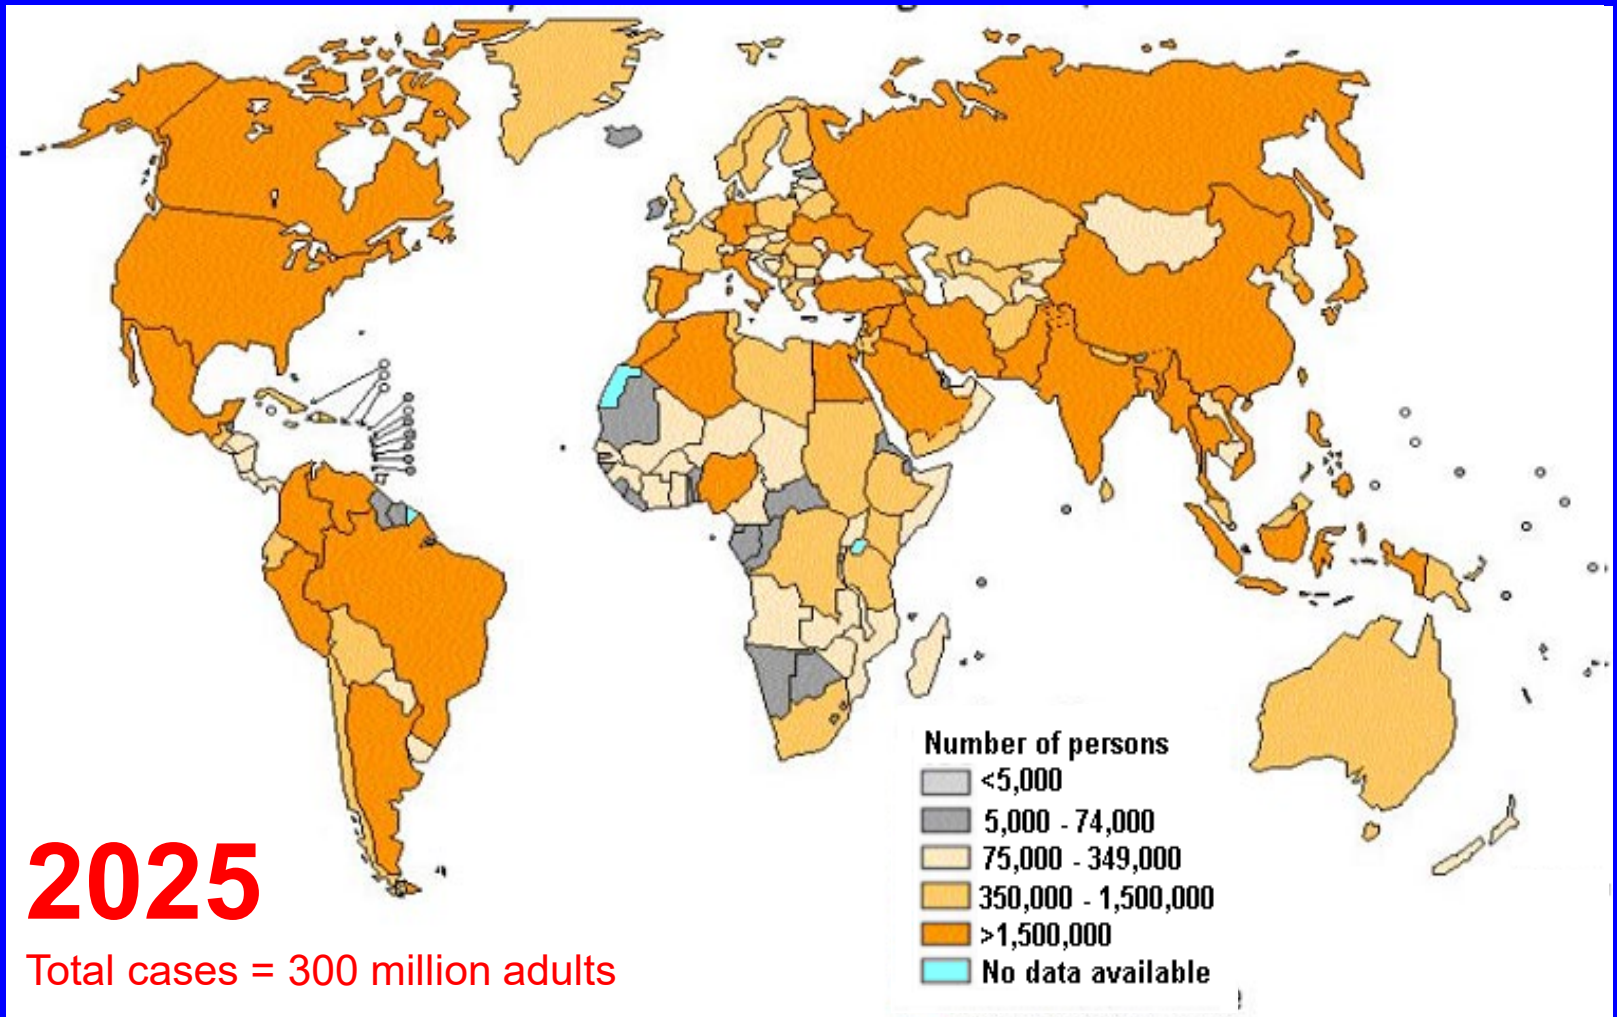 Number of persons
<5,000
5,000 - 74,000
75,000 - 349,000
350,000 - 1,500,000
>1,500,000
No data available
2025
Total cases = 300 million adults